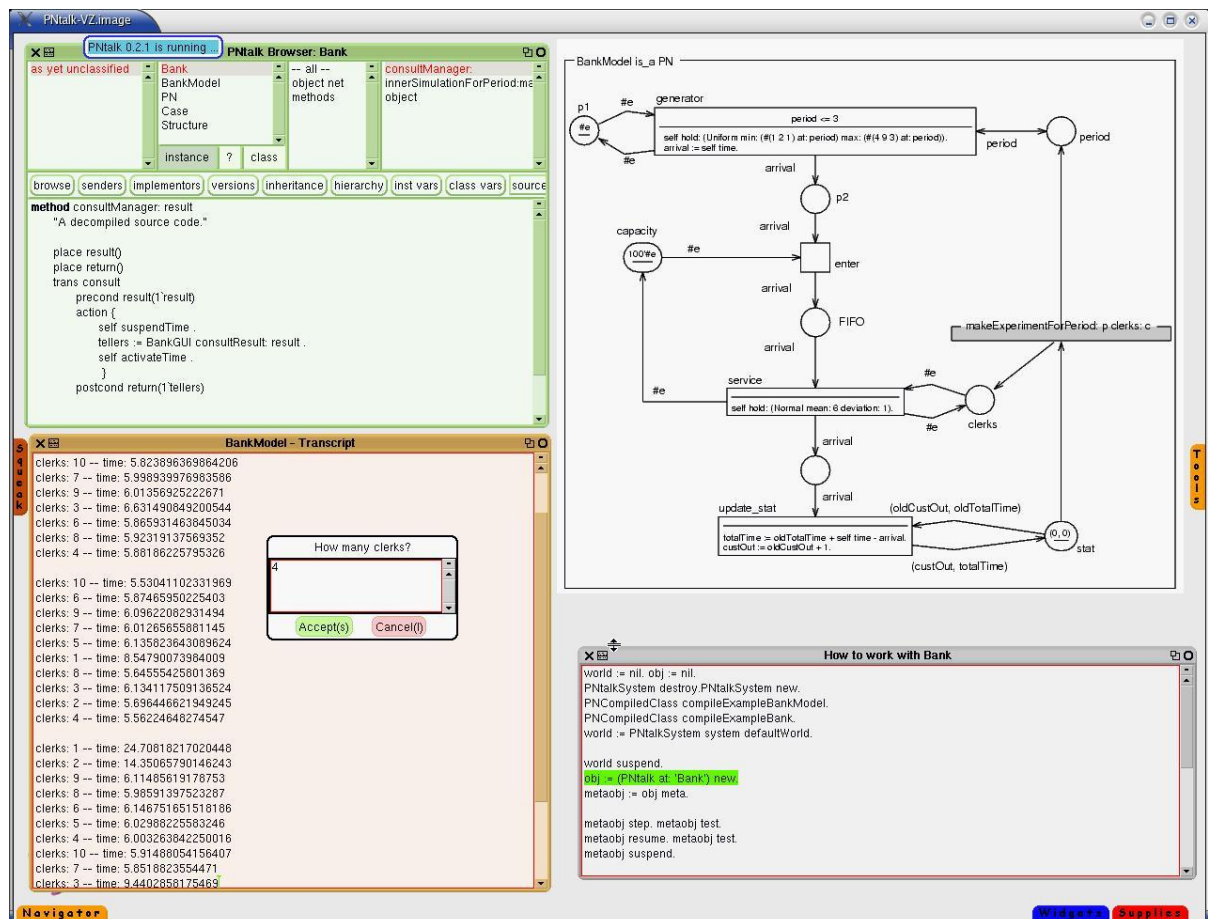 PNtalk-VZ.image
PNtalk 0.2.1 is running ...
PNtalk Browser: Bank
as yet unclassified
Bank
BankModel
PN
Case
Structure
instance ? class
-- all --
object net
methods
consultManager:
innerSimulationForPeriod:ma
object
browse senders implementors versions inheritance hierarchy inst vars class vars source
method consultManager: result
"A decompiled source code."
place result()
place return()
trans consult
precond result(1`result)
action {
self suspendTime .
tellers := BankGUI consultResult: result .
self activateTime .
}
postcond return(1`tellers)
BankModel is_a PN
p1
#e
#e
#e
generator
period <= 3
self hold: (Uniform min: (#(1 2 1) at: period) max: (#(4 9 3) at: period)).
arrival := self time.
period
period
arrival
p2
arrival
capacity
100`#e
#e
enter
arrival
FIFO
arrival
makeExperimentForPeriod: p clerks: c
service
self hold: (Normal mean: 6 deviation: 1).
#e
#e
#e
clerks
arrival
arrival
update_stat
totalTime := oldTotalTime + self time - arrival.
custOut := oldCustOut + 1.
(oldCustOut, oldTotalTime)
(0, 0)
stat
(custOut, totalTime)
Squeak
Tools
BankModel - Transcript
clerks: 10 -- time: 5.823896369864206
clerks: 7 -- time: 5.998939976983586
clerks: 9 -- time: 6.01356925222671
clerks: 3 -- time: 6.631490849200544
clerks: 6 -- time: 5.865931463845034
clerks: 8 -- time: 5.92319137569352
clerks: 4 -- time: 5.88186225795326
clerks: 10 -- time: 5.53041102331969
clerks: 6 -- time: 5.87465950225403
clerks: 9 -- time: 6.09622082931494
clerks: 7 -- time: 6.01265655881145
clerks: 5 -- time: 6.135823643089624
clerks: 1 -- time: 8.54790073984009
clerks: 8 -- time: 5.64555425801369
clerks: 3 -- time: 6.134117509136524
clerks: 2 -- time: 5.696446621949245
clerks: 4 -- time: 5.56224648274547
clerks: 1 -- time: 24.70818217020448
clerks: 2 -- time: 14.35065790146243
clerks: 9 -- time: 6.11485619178753
clerks: 8 -- time: 5.98591397523287
clerks: 6 -- time: 6.146751651518186
clerks: 5 -- time: 6.02988225583246
clerks: 4 -- time: 6.003263842250016
clerks: 10 -- time: 5.91488054156407
clerks: 7 -- time: 5.8518823554471
clerks: 3 -- time: 9.4402858175469
How many clerks?
4
Accept(s) Cancel(l)
How to work with Bank
world := nil. obj := nil.
PNtalkSystem destroy.PNtalkSystem new.
PNCompiledClass compileExampleBankModel.
PNCompiledClass compileExampleBank.
world := PNtalkSystem system defaultWorld.
world suspend.
obj := (PNtalk at: 'Bank') new.
metaobj := obj meta.
metaobj step. metaobj test.
metaobj resume. metaobj test.
metaobj suspend.
Navigator
Widgets
Supplies